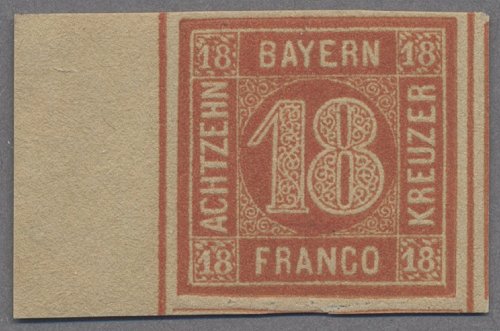 18 BAYERN 18
ACHTZEHN
18
KREUZER
18 FRANCO 18